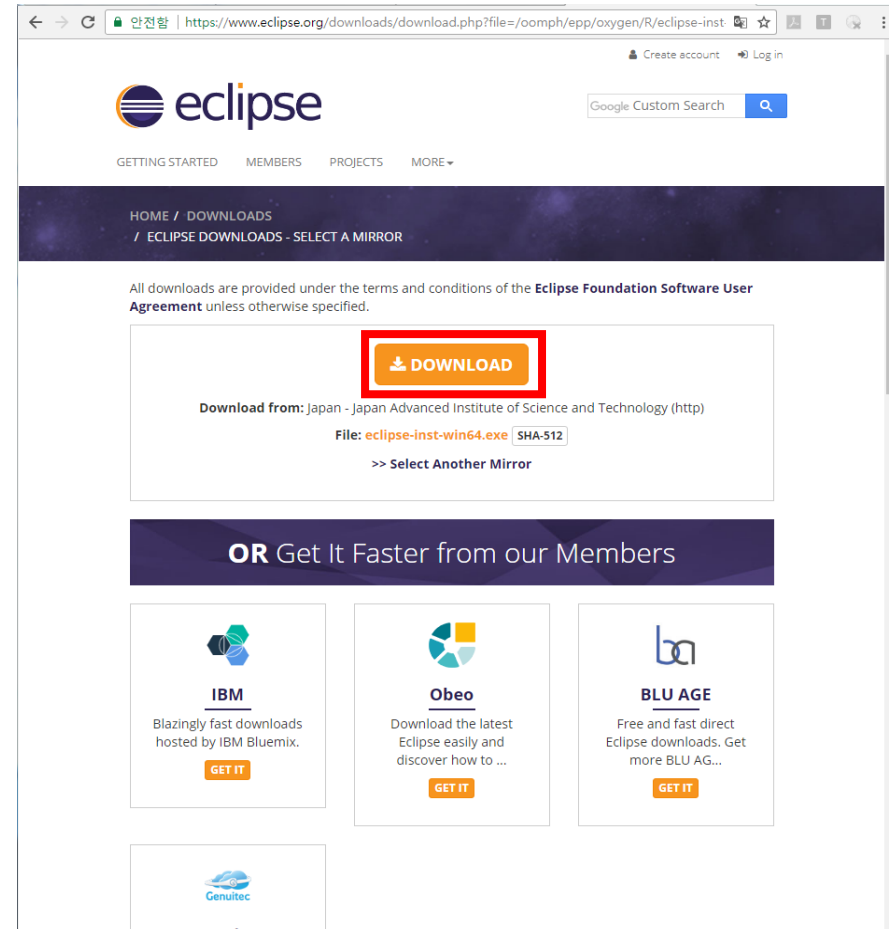 안전함 | https://www.eclipse.org/downloads/download.php?file=/oomph/epp/oxygen/R/eclipse-inst-
Create account Log in
eclipse
Google Custom Search
GETTING STARTED MEMBERS PROJECTS MORE
HOME / DOWNLOADS
/ ECLIPSE DOWNLOADS - SELECT A MIRROR
All downloads are provided under the terms and conditions of the Eclipse Foundation Software User
Agreement unless otherwise specified.
DOWNLOAD
Download from: Japan - Japan Advanced Institute of Science and Technology (http)
File: eclipse-inst-win64.exe SHA-512
>> Select Another Mirror
OR Get It Faster from our Members
IBM
Blazingly fast downloads
hosted by IBM Bluemix.
GET IT
Obeo
Download the latest
Eclipse easily and
discover how to ...
GET IT
ba
BLU AGE
Free and fast direct
Eclipse downloads. Get
more BLU AG...
GET IT
Genuitec